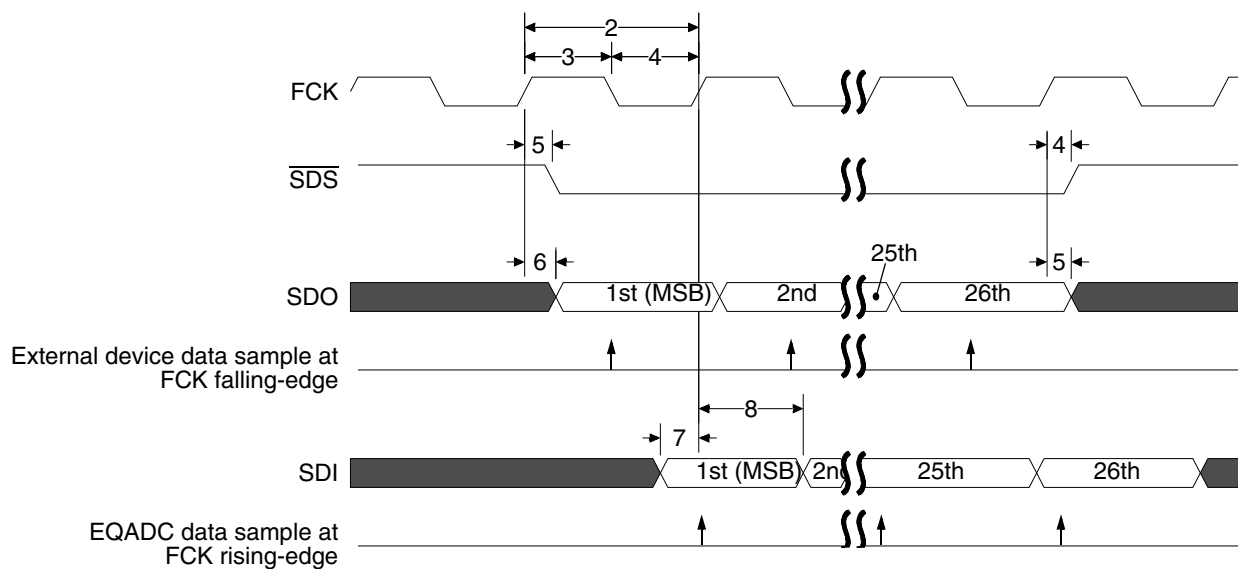 2
3 4
FCK
5 4
SDS
25th
6 5
SDO 1st (MSB) 2nd 26th
External device data sample at
FCK falling-edge
8
7
SDI 1st (MSB) 2nd 25th 26th
EQADC data sample at
FCK rising-edge